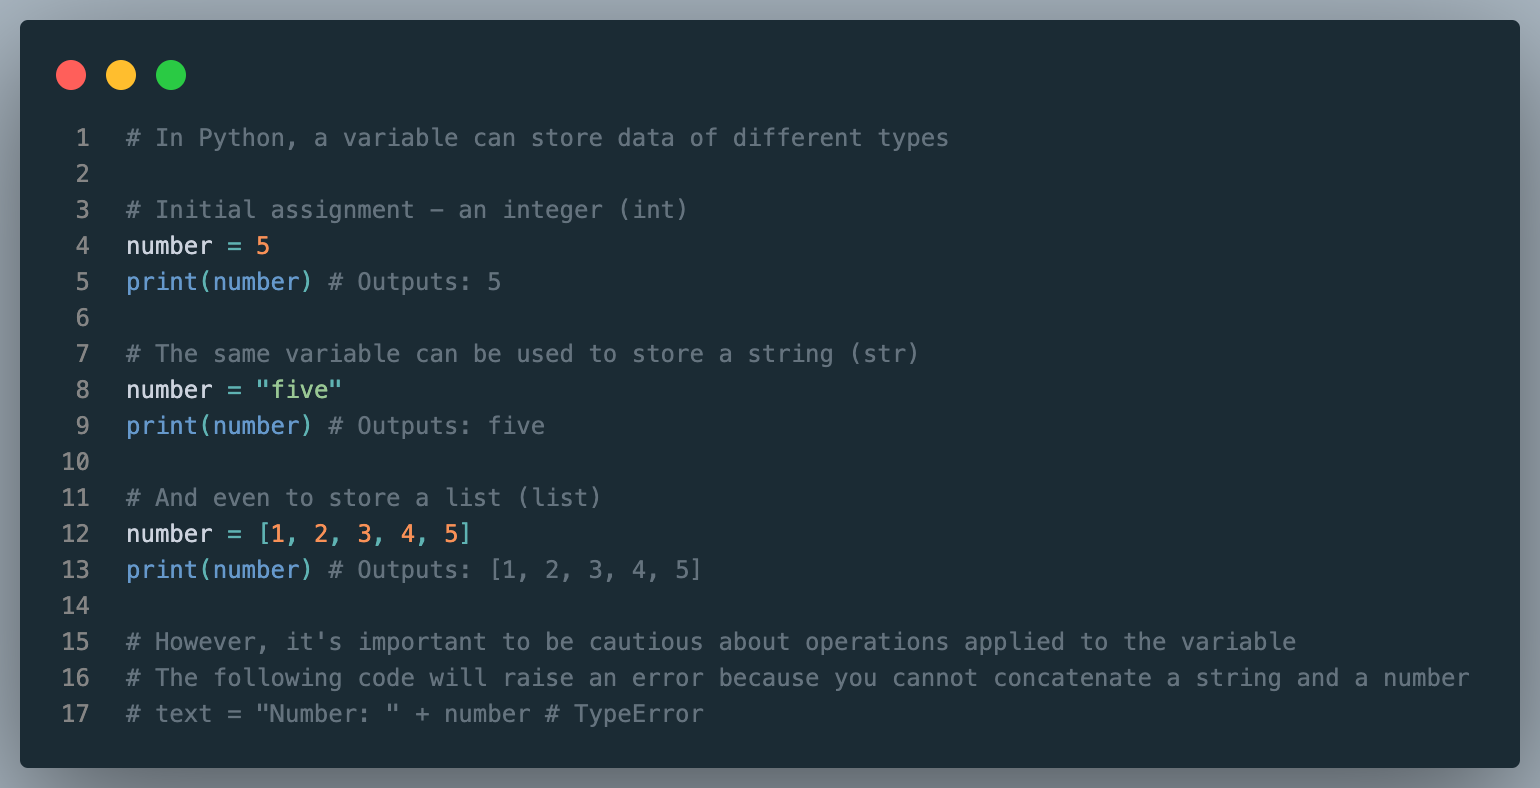 1 # In Python, a variable can store data of different types
2
3 # Initial assignment – an integer (int)
4 number = 5
5 print(number) # Outputs: 5
6
7 # The same variable can be used to store a string (str)
8 number = "five"
9 print(number) # Outputs: five
10
11 # And even to store a list (list)
12 number = [1, 2, 3, 4, 5]
13 print(number) # Outputs: [1, 2, 3, 4, 5]
14
15 # However, it's important to be cautious about operations applied to the variable
16 # The following code will raise an error because you cannot concatenate a string and a number
17 # text = "Number: " + number # TypeError